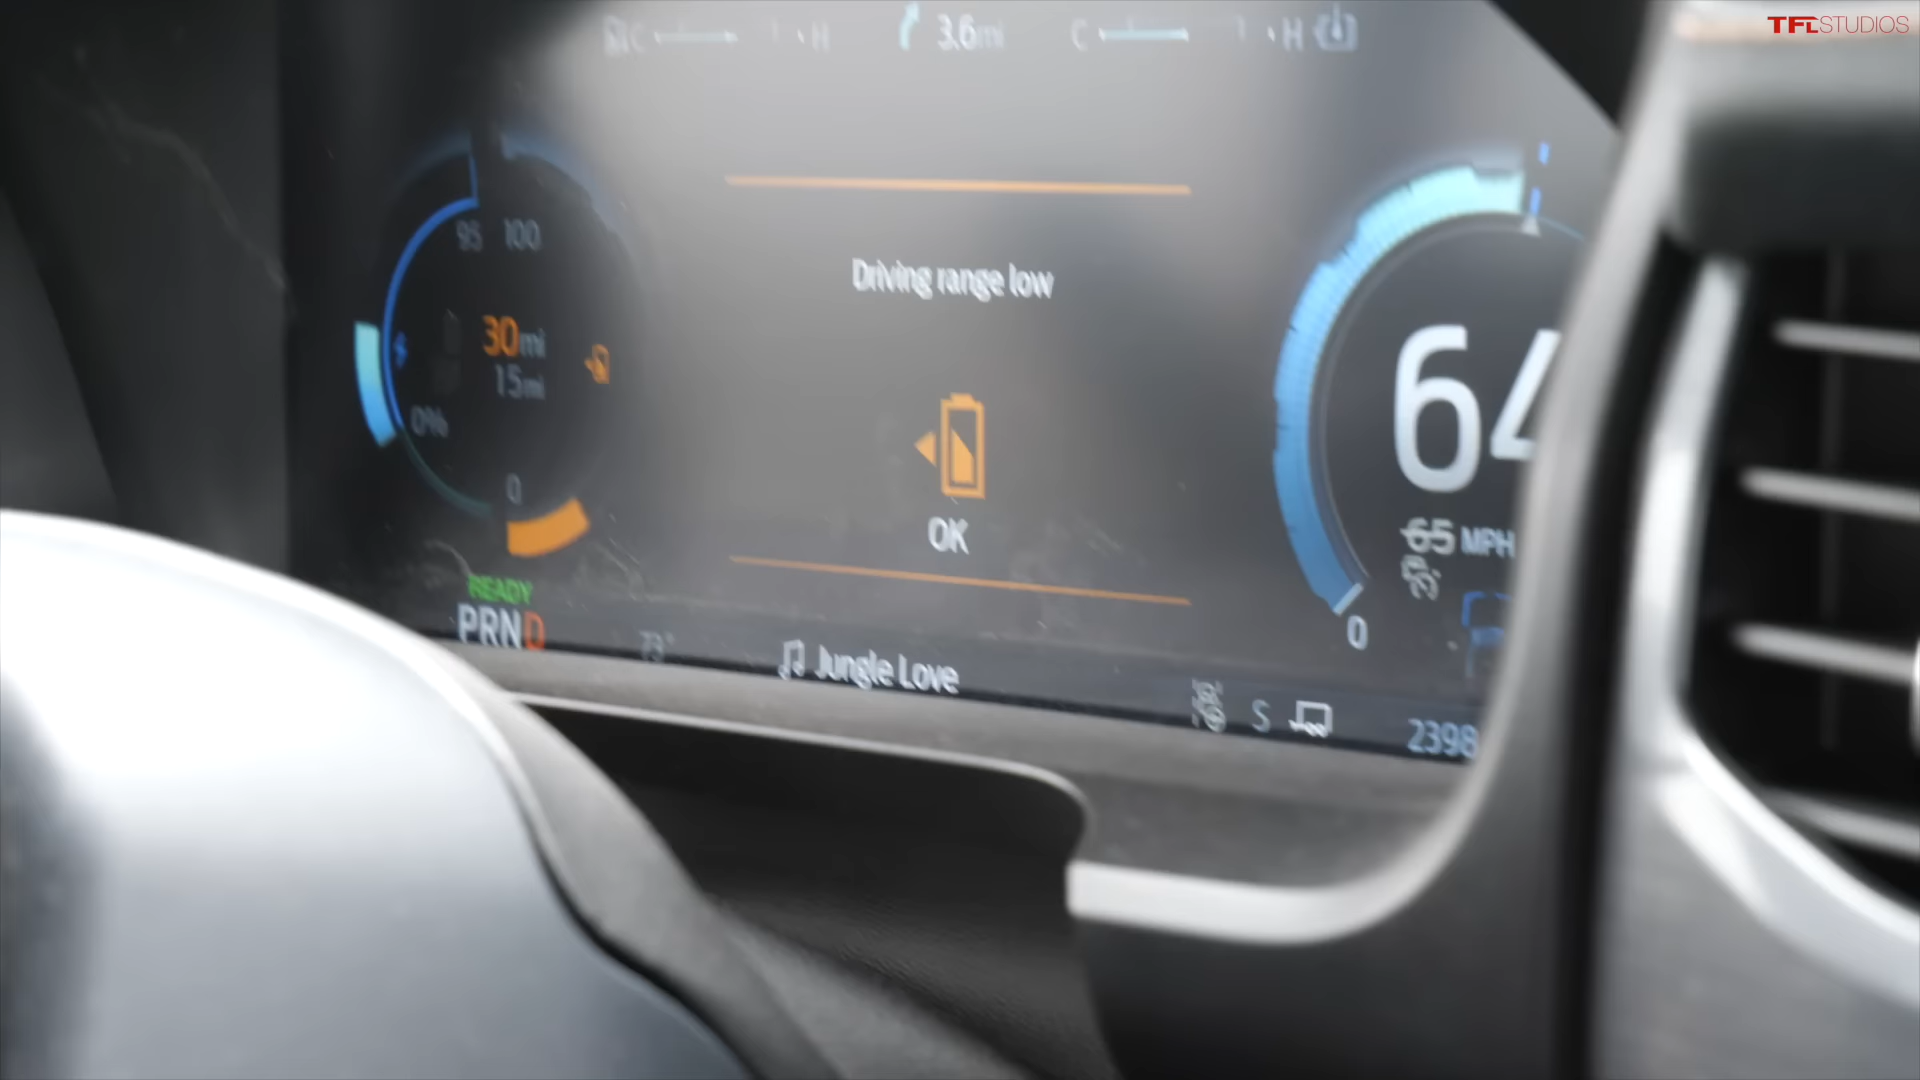 TFLSTUDIOS
C H 3.6mi C H
95 100
Driving range low
30mi
15mi
64
0%
OK
65 MPH
0
READY
PRND
0
73°
Jungle Love
S
2398